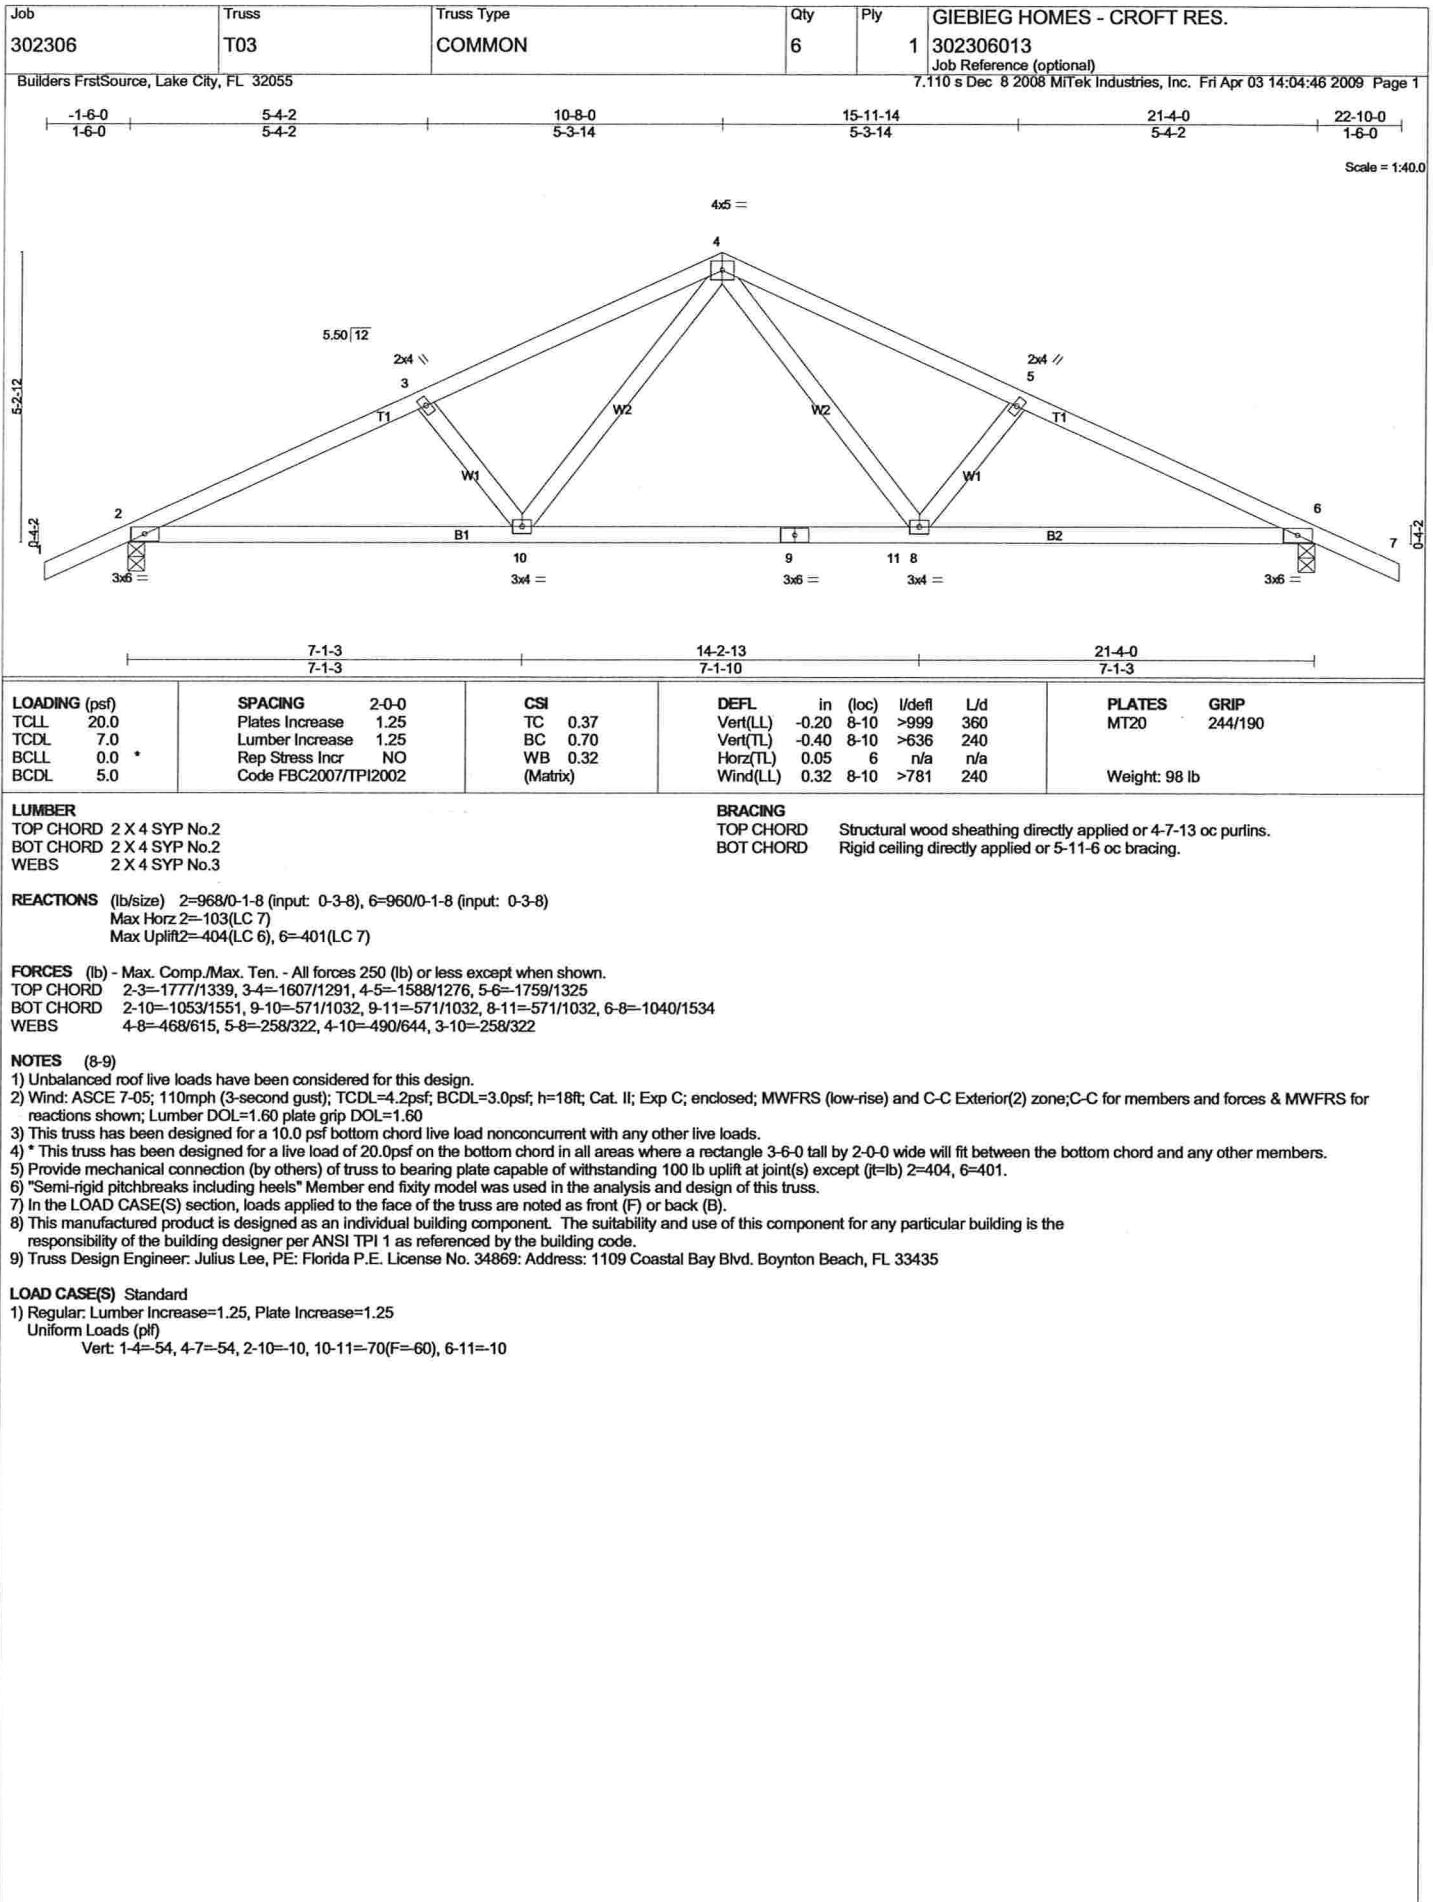 Job Truss Truss Type Qty Ply GIEBIEG HOMES - CROFT RES.
302306 T03 COMMON 6 1 302306013
Job Reference (optional)
Builders FrstSource, Lake City, FL 32055 7.110 s Dec 8 2008 MiTek Industries, Inc. Fri Apr 03 14:04:46 2009 Page 1
-1-6-0 5-4-2 10-8-0 15-11-14 21-4-0 22-10-0
1-6-0 5-4-2 5-3-14 5-3-14 5-4-2 1-6-0
Scale = 1:40.0
4x5 =
4
5.50 12
2x4 \\ 2x4 //
3 5
5-2-12
T1 W2 W2 T1
W1 W1
2 6
0-4-2 B1 B2 7 0-4-2
10 9 11 8
3x6 = 3x4 = 3x6 = 3x4 = 3x6 =
7-1-3 14-2-13 21-4-0
7-1-3 7-1-10 7-1-3
LOADING (psf) SPACING 2-0-0 CSI DEFL in (loc) l/defl L/d PLATES GRIP
TCLL 20.0 Plates Increase 1.25 TC 0.37 Vert(LL) -0.20 8-10 >999 360 MT20 244/190
TCDL 7.0 Lumber Increase 1.25 BC 0.70 Vert(TL) -0.40 8-10 >636 240
BCLL 0.0 * Rep Stress Incr NO WB 0.32 Horz(TL) 0.05 6 n/a n/a
BCDL 5.0 Code FBC2007/TPI2002 (Matrix) Wind(LL) 0.32 8-10 >781 240 Weight: 98 lb
LUMBER BRACING
TOP CHORD 2 X 4 SYP No.2 TOP CHORD Structural wood sheathing directly applied or 4-7-13 oc purlins.
BOT CHORD 2 X 4 SYP No.2 BOT CHORD Rigid ceiling directly applied or 5-11-6 oc bracing.
WEBS 2 X 4 SYP No.3
REACTIONS (lb/size) 2=968/0-1-8 (input: 0-3-8), 6=960/0-1-8 (input: 0-3-8)
Max Horz 2=-103(LC 7)
Max Uplift2=-404(LC 6), 6=-401(LC 7)
FORCES (lb) - Max. Comp./Max. Ten. - All forces 250 (lb) or less except when shown.
TOP CHORD 2-3=-1777/1339, 3-4=-1607/1291, 4-5=-1588/1276, 5-6=-1759/1325
BOT CHORD 2-10=-1053/1551, 9-10=-571/1032, 9-11=-571/1032, 8-11=-571/1032, 6-8=-1040/1534
WEBS 4-8=-468/615, 5-8=-258/322, 4-10=-490/644, 3-10=-258/322
NOTES (8-9)
1) Unbalanced roof live loads have been considered for this design.
2) Wind: ASCE 7-05; 110mph (3-second gust); TCDL=4.2psf; BCDL=3.0psf; h=18ft; Cat. II; Exp C; enclosed; MWFRS (low-rise) and C-C Exterior(2) zone;C-C for members and forces & MWFRS for
reactions shown; Lumber DOL=1.60 plate grip DOL=1.60
3) This truss has been designed for a 10.0 psf bottom chord live load nonconcurrent with any other live loads.
4) * This truss has been designed for a live load of 20.0psf on the bottom chord in all areas where a rectangle 3-6-0 tall by 2-0-0 wide will fit between the bottom chord and any other members.
5) Provide mechanical connection (by others) of truss to bearing plate capable of withstanding 100 lb uplift at joint(s) except (jt=lb) 2=404, 6=401.
6) "Semi-rigid pitchbreaks including heels" Member end fixity model was used in the analysis and design of this truss.
7) In the LOAD CASE(S) section, loads applied to the face of the truss are noted as front (F) or back (B).
8) This manufactured product is designed as an individual building component. The suitability and use of this component for any particular building is the
responsibility of the building designer per ANSI TPI 1 as referenced by the building code.
9) Truss Design Engineer: Julius Lee, PE: Florida P.E. License No. 34869: Address: 1109 Coastal Bay Blvd. Boynton Beach, FL 33435
LOAD CASE(S) Standard
1) Regular: Lumber Increase=1.25, Plate Increase=1.25
Uniform Loads (plf)
Vert: 1-4=-54, 4-7=-54, 2-10=-10, 10-11=-70(F=-60), 6-11=-10